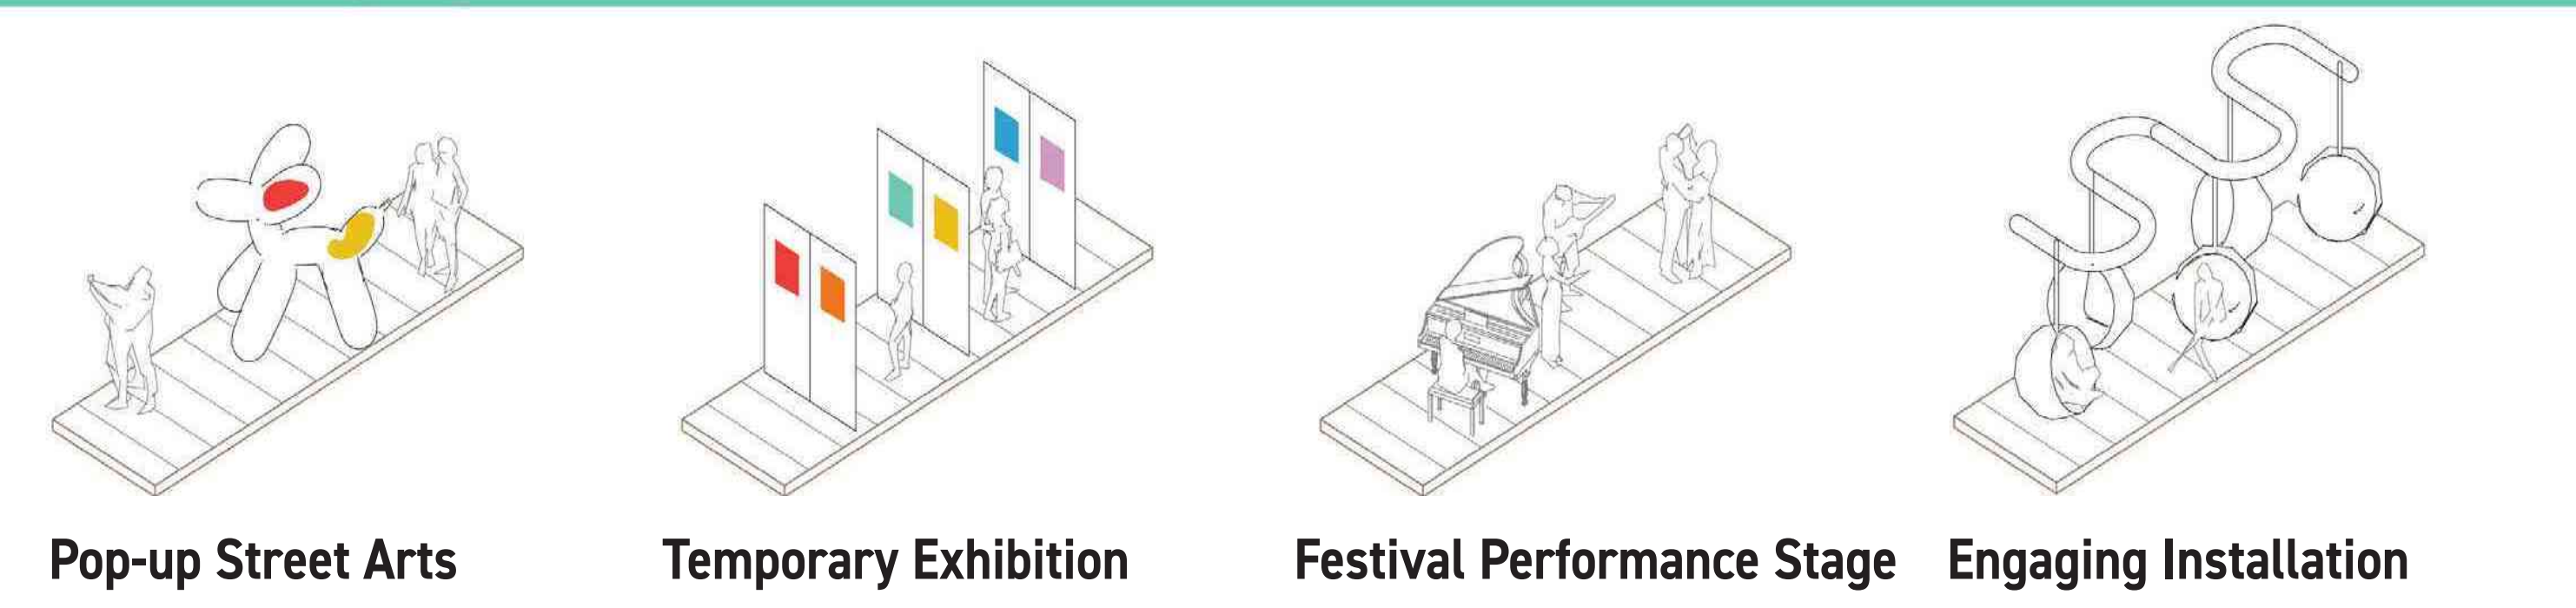 Pop-up Street Arts
Temporary Exhibition
Festival Performance Stage
Engaging Installation